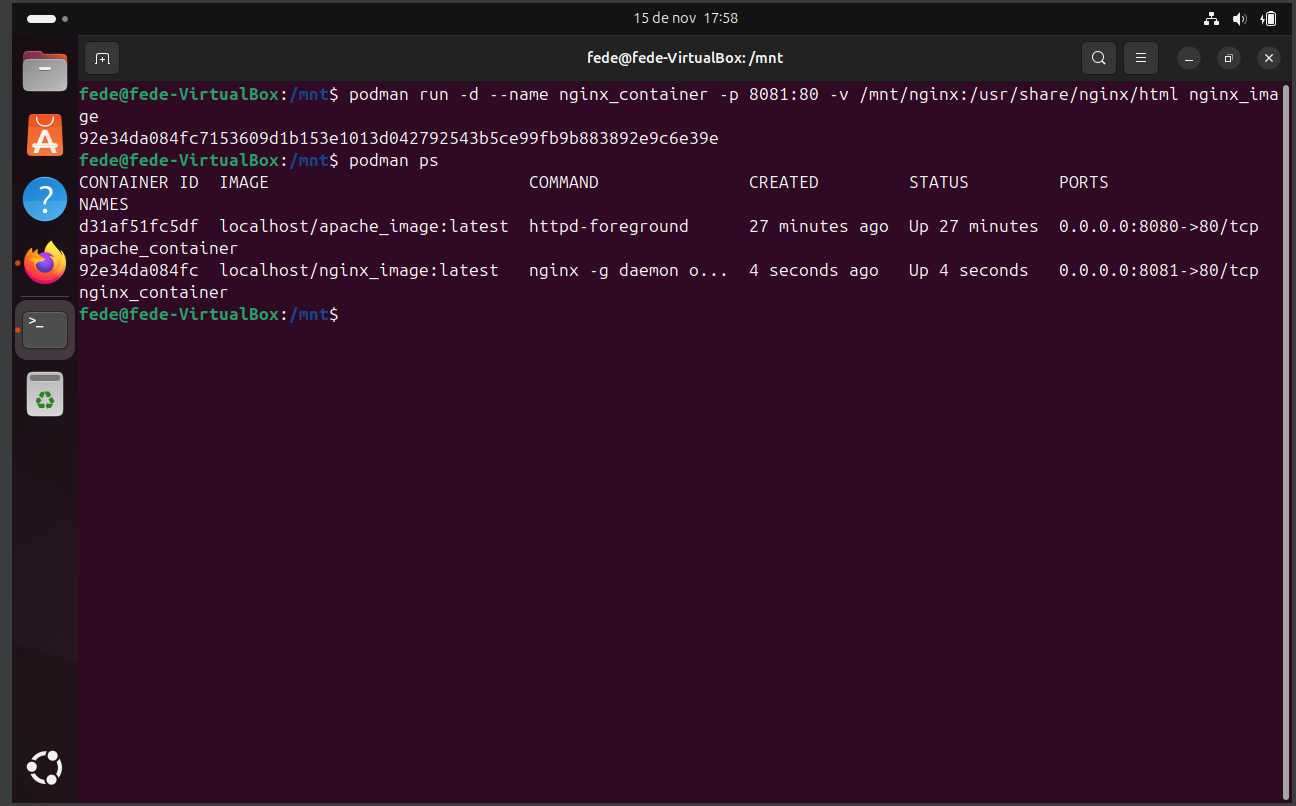 15 de nov 17:58
fede@fede-VirtualBox: /mnt
fede@fede-VirtualBox:/mnt$ podman run -d --name nginx_container -p 8081:80 -v /mnt/nginx:/usr/share/nginx/html nginx_ima
ge
92e34da084fc7153609d1b153e1013d042792543b5ce99fb9b883892e9c6e39e
fede@fede-VirtualBox:/mnt$ podman ps
CONTAINER ID  IMAGE                          COMMAND               CREATED         STATUS         PORTS
NAMES
d31af51fc5df  localhost/apache_image:latest  httpd-foreground      27 minutes ago  Up 27 minutes  0.0.0.0:8080->80/tcp
apache_container
92e34da084fc  localhost/nginx_image:latest   nginx -g daemon o...  4 seconds ago   Up 4 seconds   0.0.0.0:8081->80/tcp
nginx_container
fede@fede-VirtualBox:/mnt$